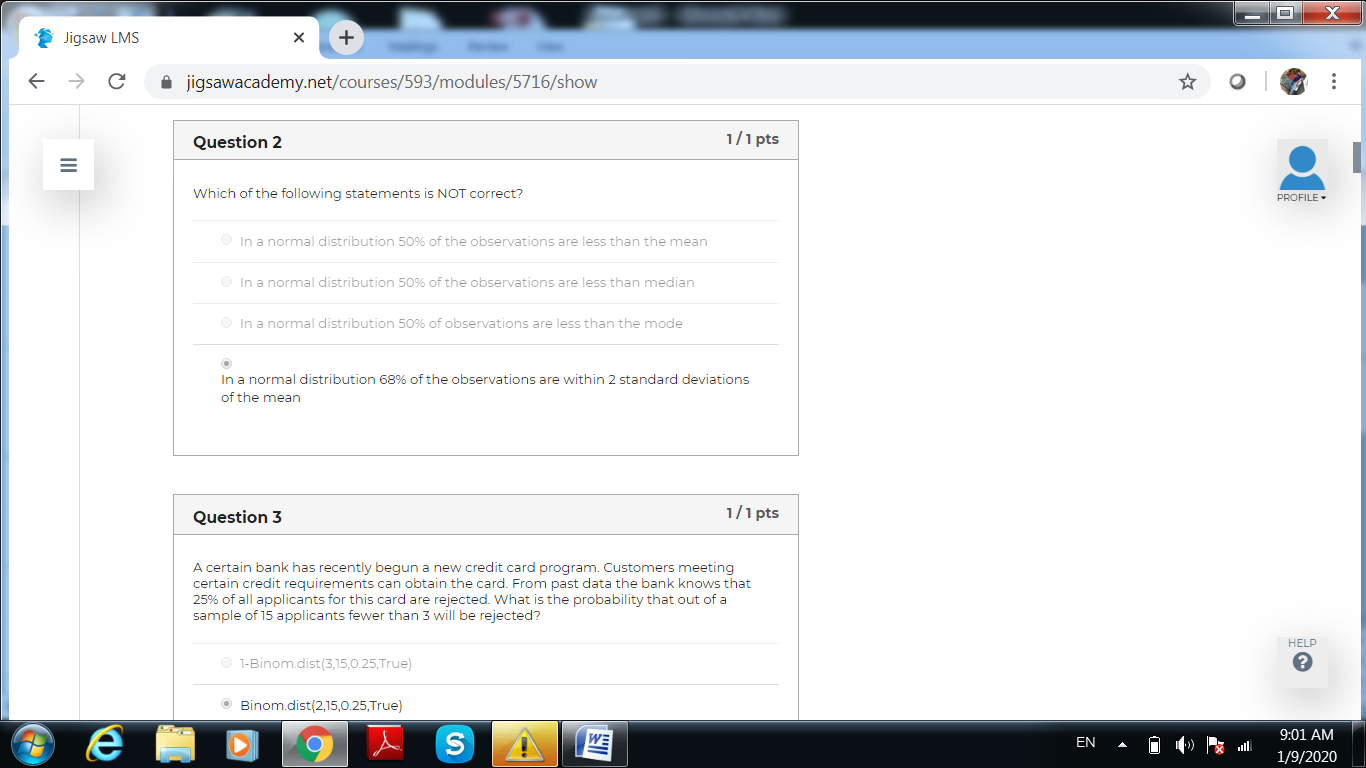 Jigsaw LMS
jigsawacademy.net/courses/593/modules/5716/show
Question 2
1 / 1 pts
Which of the following statements is NOT correct?
In a normal distribution 50% of the observations are less than the mean
In a normal distribution 50% of the observations are less than median
In a normal distribution 50% of observations are less than the mode
In a normal distribution 68% of the observations are within 2 standard deviations
of the mean
PROFILE
Question 3
1 / 1 pts
A certain bank has recently begun a new credit card program. Customers meeting
certain credit requirements can obtain the card. From past data the bank knows that
25% of all applicants for this card are rejected. What is the probability that out of a
sample of 15 applicants fewer than 3 will be rejected?
1-Binom.dist(3,15,0.25,True)
Binom.dist(2,15,0.25,True)
HELP
?
EN
9:01 AM
1/9/2020